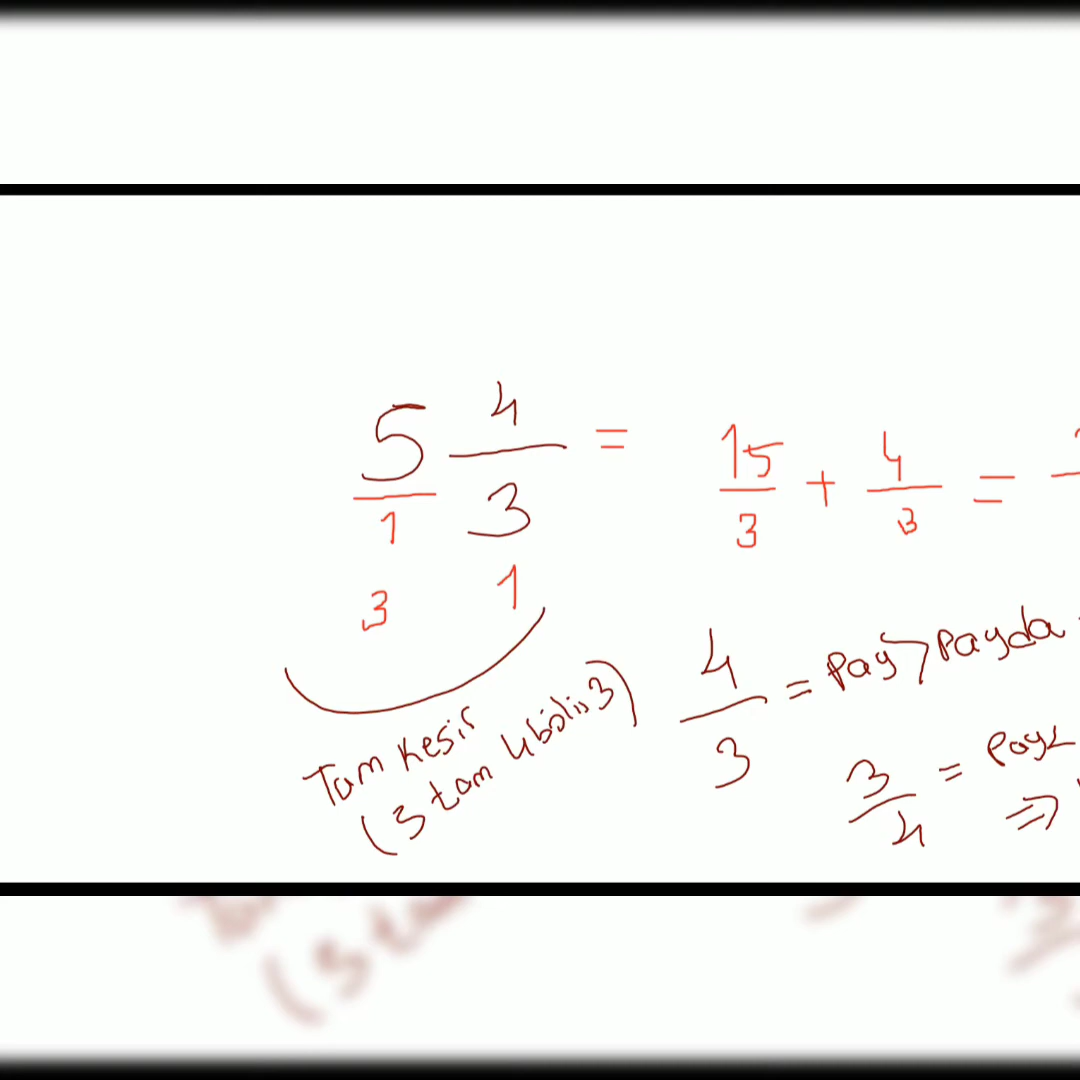 5/1 4/3 = 15/3 + 4/3 =
3 1
Tam Kesir
(3 tam 4 bölü 3)
4/3 = Pay > Payda
3/4 = Pay <
⇒